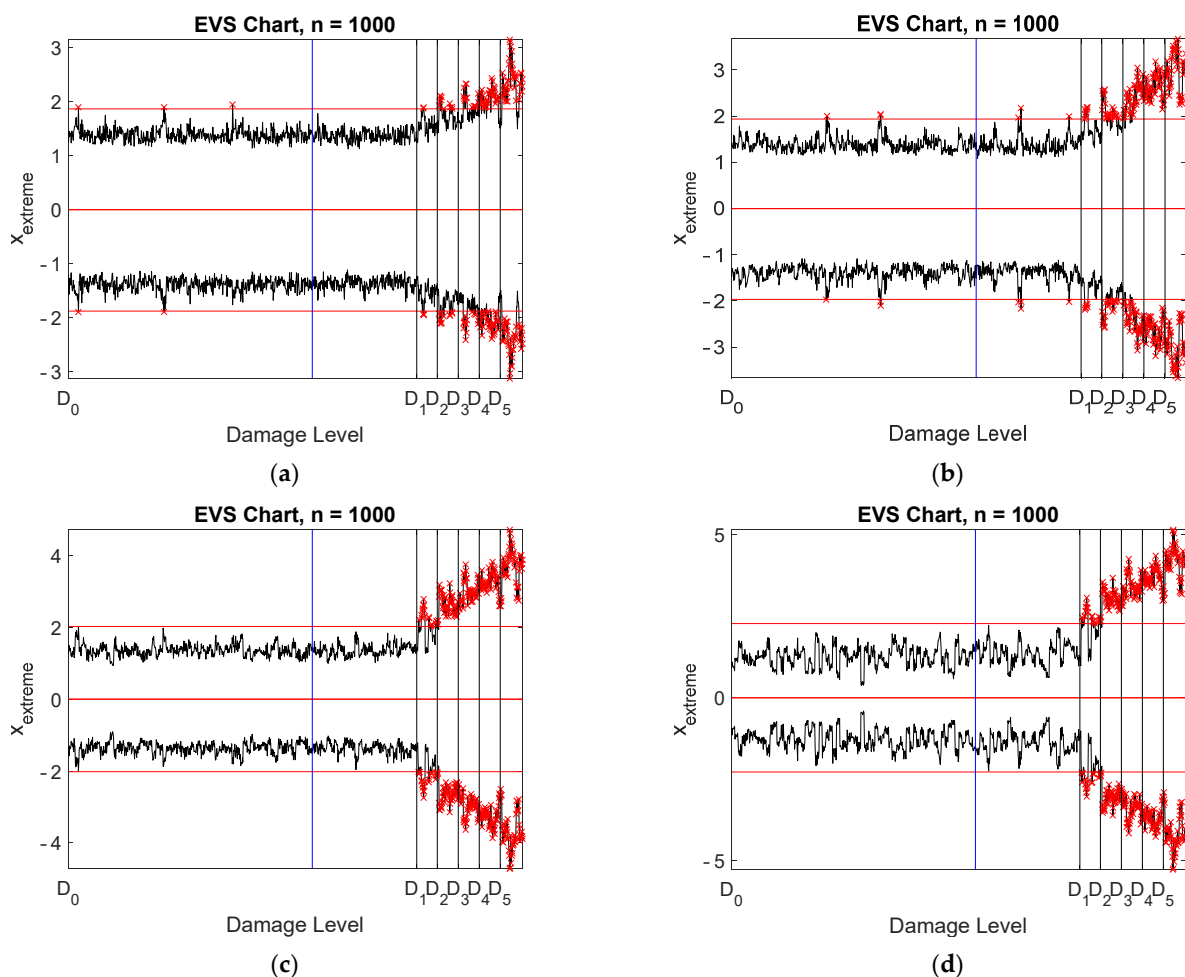 EVS Chart, n = 1000
3
2
1
0
-1
-2
-3
x_extreme
D_0 D_1 D_2 D_3 D_4 D_5
Damage Level
(a)
EVS Chart, n = 1000
3
2
1
0
-1
-2
-3
x_extreme
D_0 D_1 D_2 D_3 D_4 D_5
Damage Level
(b)
EVS Chart, n = 1000
4
2
0
-2
-4
x_extreme
D_0 D_1 D_2 D_3 D_4 D_5
Damage Level
(c)
EVS Chart, n = 1000
5
0
-5
x_extreme
D_0 D_1 D_2 D_3 D_4 D_5
Damage Level
(d)